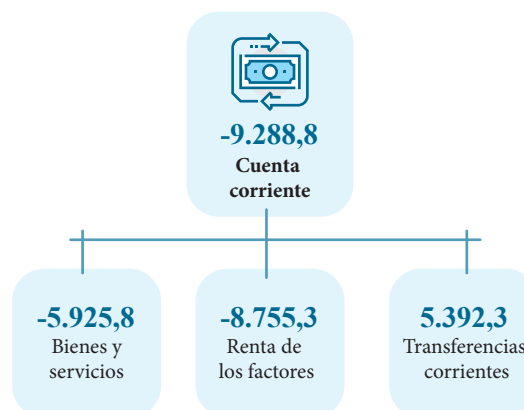 -9.288,8
Cuenta
corriente
-5.925,8
Bienes y
servicios
-8.755,3
Renta de
los factores
5.392,3
Transferencias
corrientes